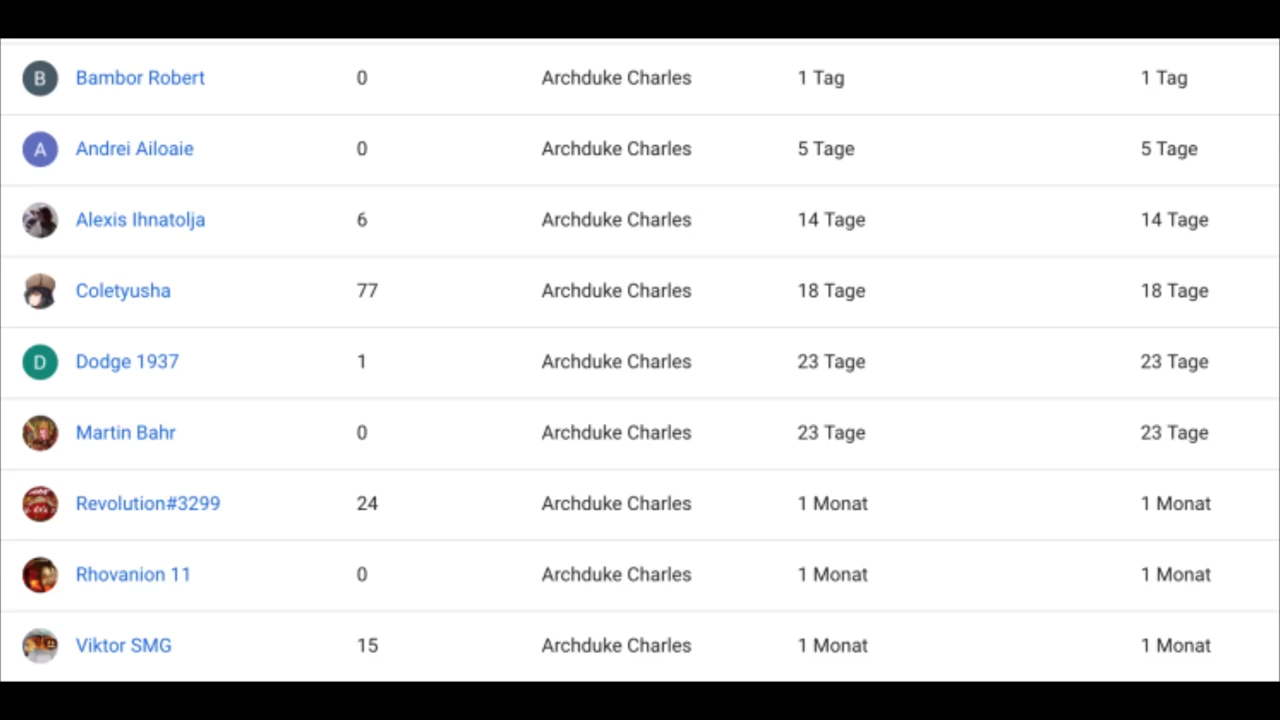 B Bambor Robert 0 Archduke Charles 1 Tag 1 Tag
A Andrei Ailoaie 0 Archduke Charles 5 Tage 5 Tage
Alexis Ihnatolja 6 Archduke Charles 14 Tage 14 Tage
Coletyusha 77 Archduke Charles 18 Tage 18 Tage
D Dodge 1937 1 Archduke Charles 23 Tage 23 Tage
Martin Bahr 0 Archduke Charles 23 Tage 23 Tage
Revolution#3299 24 Archduke Charles 1 Monat 1 Monat
Rhovanion 11 0 Archduke Charles 1 Monat 1 Monat
Viktor SMG 15 Archduke Charles 1 Monat 1 Monat